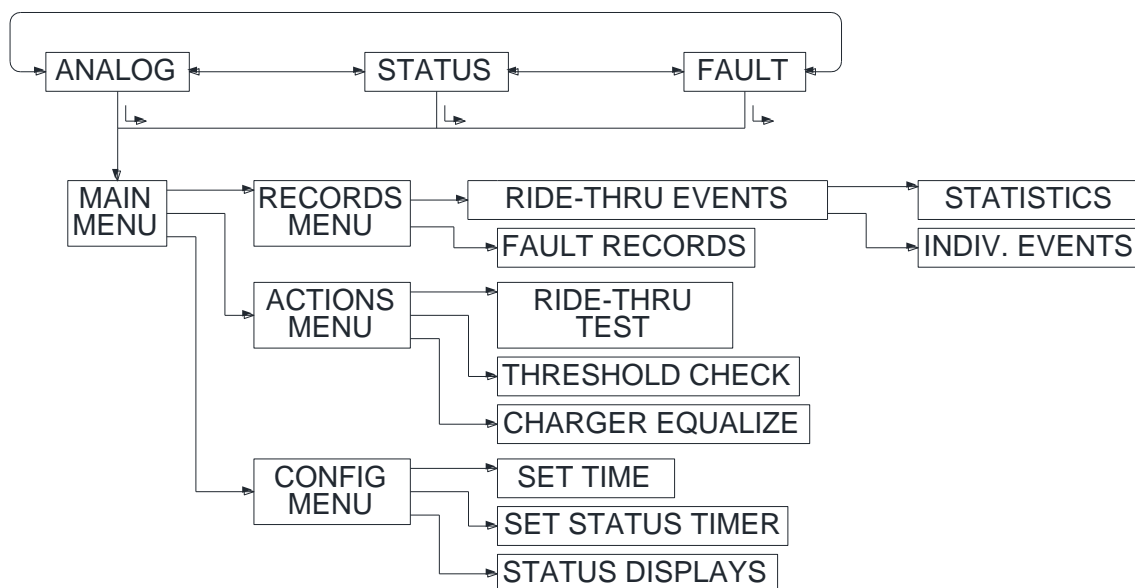 ANALOG
STATUS
FAULT
MAIN
MENU
RECORDS
MENU
RIDE-THRU EVENTS
STATISTICS
FAULT RECORDS
INDIV. EVENTS
ACTIONS
MENU
RIDE-THRU
TEST
THRESHOLD CHECK
CHARGER EQUALIZE
CONFIG
MENU
SET TIME
SET STATUS TIMER
STATUS DISPLAYS